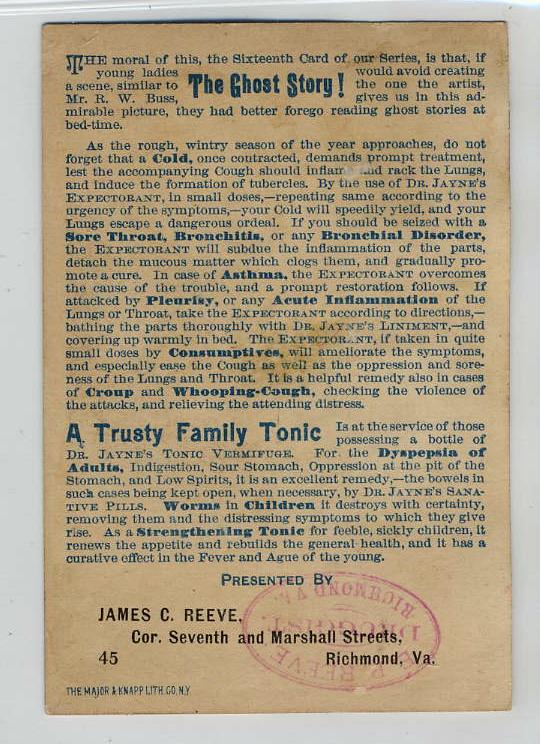 THE moral of this, the Sixteenth Card of our Series, is that, if
young ladies would avoid creating
a scene, similar to The Ghost Story! the one the artist,
Mr. R. W. Buss, gives us in this ad-
mirable picture, they had better forego reading ghost stories at
bed-time.
As the rough, wintry season of the year approaches, do not
forget that a Cold, once contracted, demands prompt treatment,
lest the accompanying Cough should inflame and rack the Lungs,
and induce the formation of tubercles. By the use of DR. JAYNE'S
EXPECTORANT, in small doses,—repeating same according to the
urgency of the symptoms,—your Cold will speedily yield, and your
Lungs escape a dangerous ordeal. If you should be seized with a
Sore Throat, Bronchitis, or any Bronchial Disorder,
the EXPECTORANT will subdue the inflammation of the parts,
detach the mucous matter which clogs them, and gradually pro-
mote a cure. In case of Asthma, the EXPECTORANT overcomes
the cause of the trouble, and a prompt restoration follows. If
attacked by Pleurisy, or any Acute Inflammation of the
Lungs or Throat, take the EXPECTORANT according to directions,—
bathing the parts thoroughly with DR. JAYNE'S LINIMENT,—and
covering up warmly in bed. The EXPECTORANT, if taken in quite
small doses by Consumptives, will ameliorate the symptoms,
and especially ease the Cough as well as the oppression and sore-
ness of the Lungs and Throat. It is a helpful remedy also in cases
of Croup and Whooping-Cough, checking the violence of
the attacks, and relieving the attending distress.
A Trusty Family Tonic Is at the service of those
possessing a bottle of
DR. JAYNE'S TONIC VERMIFUGE. For the Dyspepsia of
Adults, Indigestion, Sour Stomach, Oppression at the pit of the
Stomach, and Low Spirits, it is an excellent remedy,—the bowels in
such cases being kept open, when necessary, by DR. JAYNE'S SANA-
TIVE PILLS. Worms in Children it destroys with certainty,
removing them and the distressing symptoms to which they give
rise. As a Strengthening Tonic for feeble, sickly children, it
renews the appetite and rebuilds the general health, and it has a
curative effect in the Fever and Ague of the young.
PRESENTED BY
JAMES C. REEVE,
Cor. Seventh and Marshall Streets,
45 Richmond, Va.
REEVE
DRUGGIST
RICHMOND VA.
THE MAJOR & KNAPP LITH. CO. N.Y.